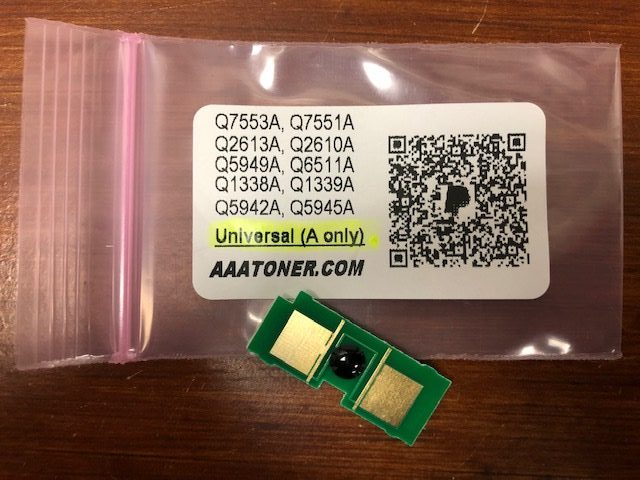 Q7553A, Q7551A
Q2613A, Q2610A
Q5949A, Q6511A
Q1338A, Q1339A
Q5942A, Q5945A
Universal (A only)
AAATONER.COM